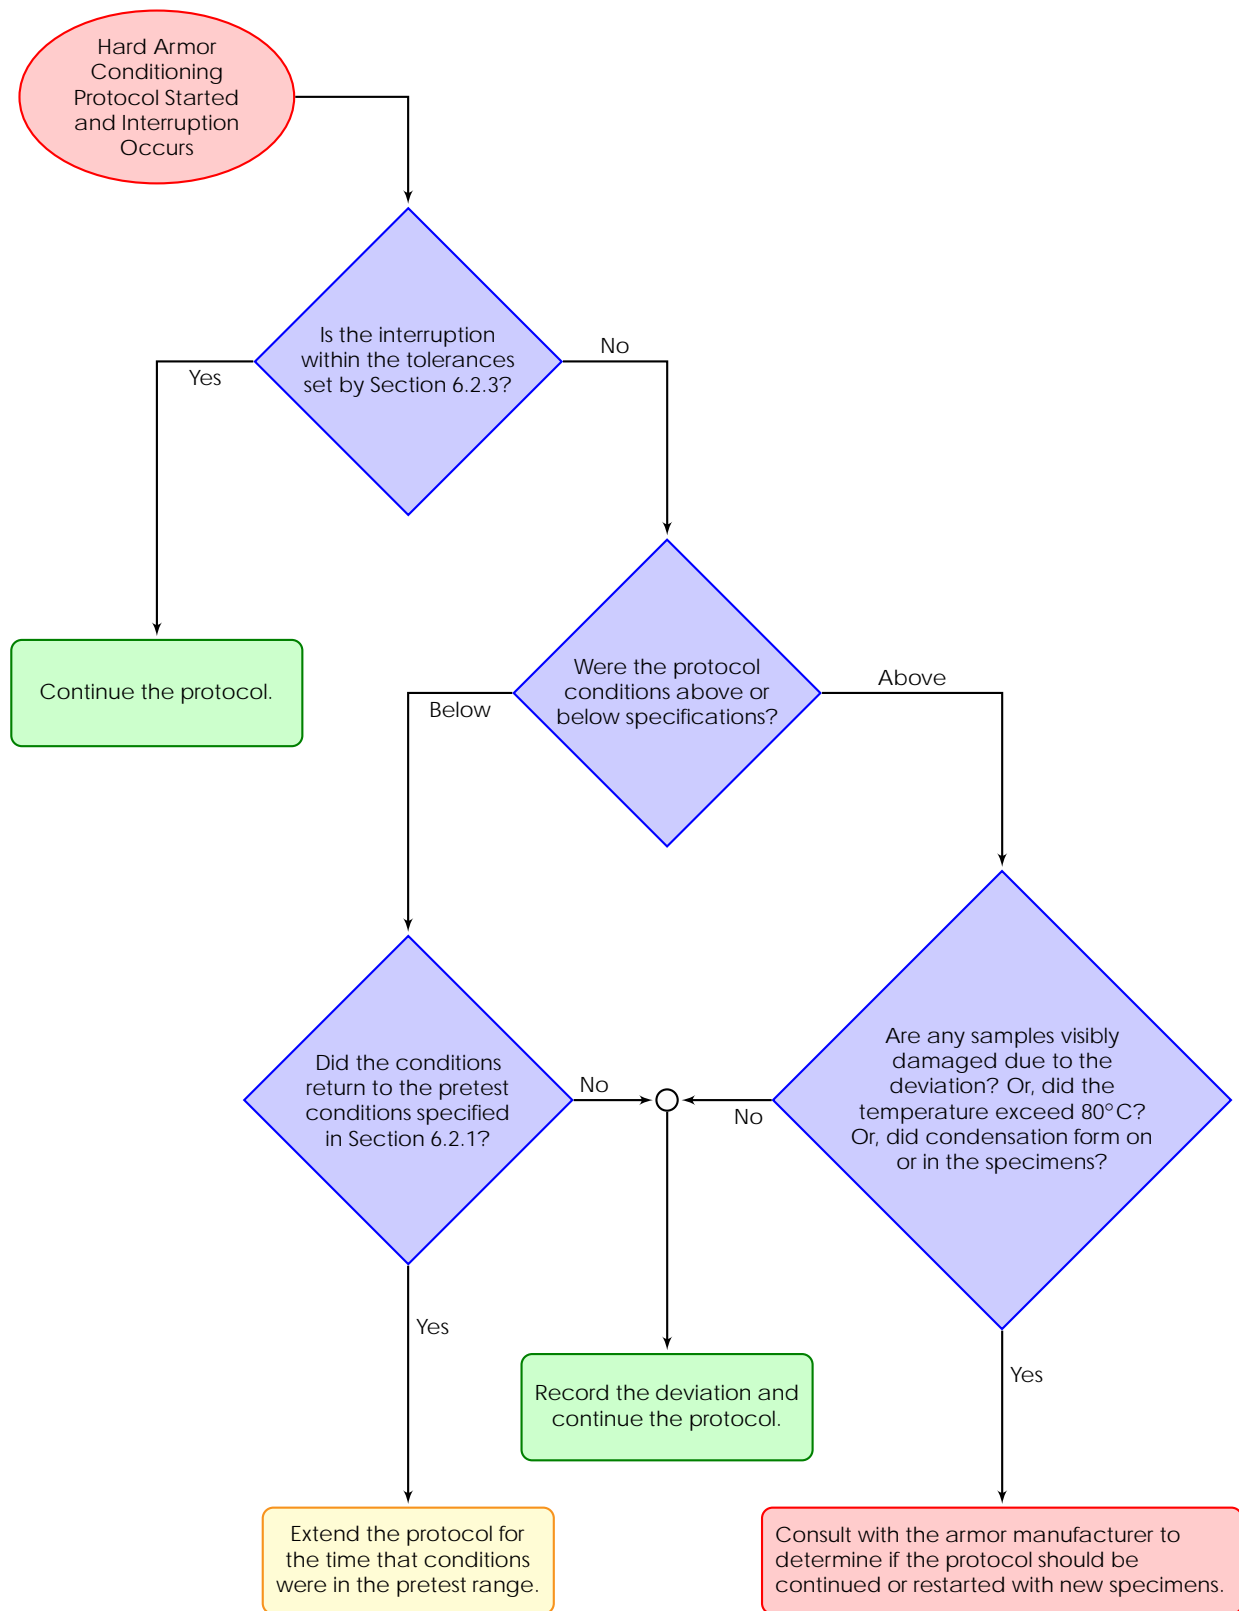 Hard Armor
Conditioning
Protocol Started
and Interruption
Occurs
Is the interruption
within the tolerances
set by Section 6.2.3?
Yes
No
Continue the protocol.
Were the protocol
conditions above or
below specifications?
Below
Above
Did the conditions
return to the pretest
conditions specified
in Section 6.2.1?
No
Are any samples visibly
damaged due to the
deviation? Or, did the
temperature exceed 80°C?
Or, did condensation form on
or in the specimens?
No
Yes
Yes
Record the deviation and
continue the protocol.
Extend the protocol for
the time that conditions
were in the pretest range.
Consult with the armor manufacturer to
determine if the protocol should be
continued or restarted with new specimens.